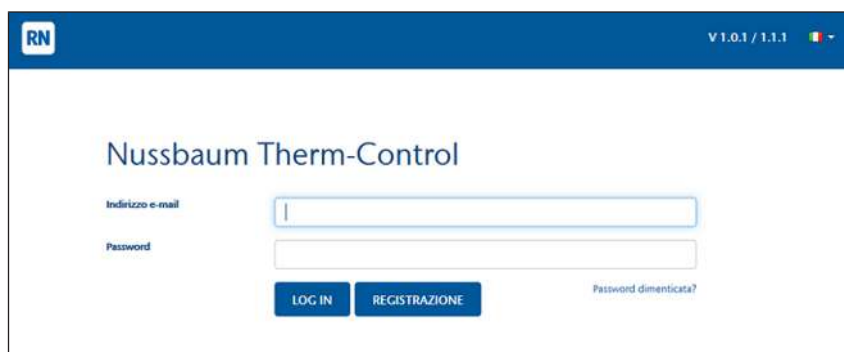 RN
V 1.0.1 / 1.1.1
Nussbaum Therm-Control
Indirizzo e-mail
Password
LOG IN
REGISTRAZIONE
Password dimenticata?